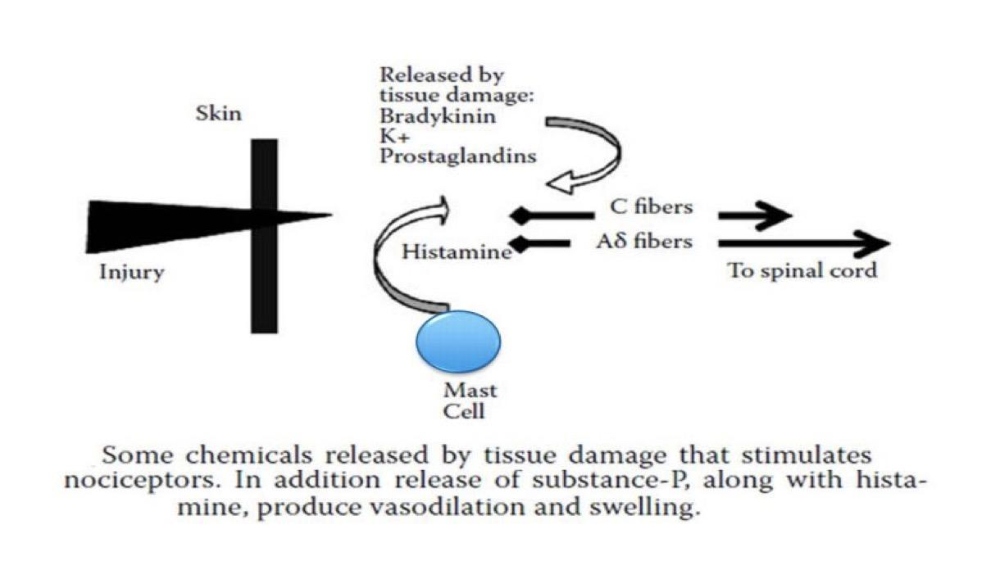 Released by
tissue damage:
Bradykinin
K+
Prostaglandins
Skin
Injury
Histamine
C fibers
Aδ fibers
To spinal cord
Mast
Cell
Some chemicals released by tissue damage that stimulates
nociceptors. In addition release of substance-P, along with hista-
mine, produce vasodilation and swelling.